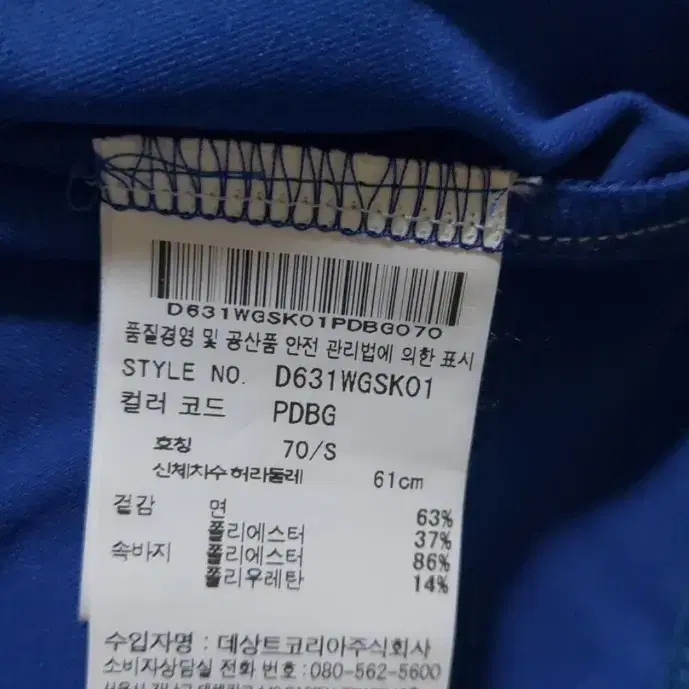 D631WGSK01PDBG070
품질경영 및 공산품 안전 관리법에 의한 표시
STYLE NO. D631WGSK01
컬러 코드 PDBG
호칭 70/S
신체치수허리둘레 61cm
겉감 면 63%
폴리에스터 37%
속바지 폴리에스터 86%
폴리우레탄 14%
수입자명 : 데상트코리아주식회사
소비자상담실 전화 번호 :080-562-5600